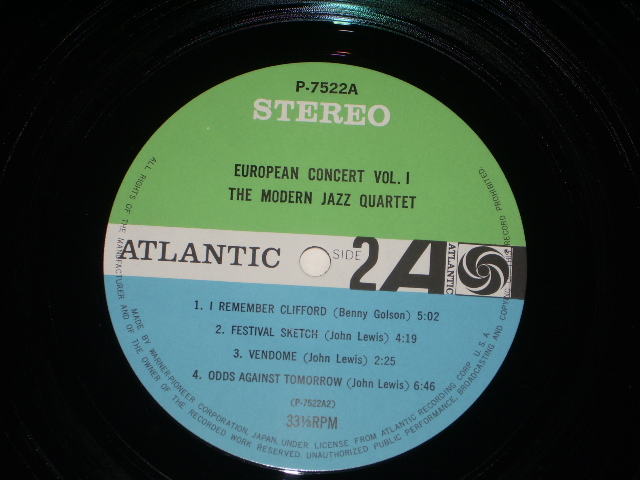 P-7522A
STEREO
EUROPEAN CONCERT VOL. I
THE MODERN JAZZ QUARTET
ATLANTIC SIDE 2A ATLANTIC
1. I REMEMBER CLIFFORD (Benny Golson) 5:02
2. FESTIVAL SKETCH (John Lewis) 4:19
3. VENDOME (John Lewis) 2:25
4. ODDS AGAINST TOMORROW (John Lewis) 6:46
(P-7522A2)
33⅓RPM
ALL RIGHTS OF THE MANUFACTURER AND OF THE OWNER OF THE RECORDED WORK RESERVED. UNAUTHORIZED PUBLIC PERFORMANCE, BROADCASTING AND COPYING RECORD PROHIBITED.
MADE BY WARNER-PIONEER CORPORATION, JAPAN, UNDER LICENSE FROM ATLANTIC RECORDING CORP. U.S.A.